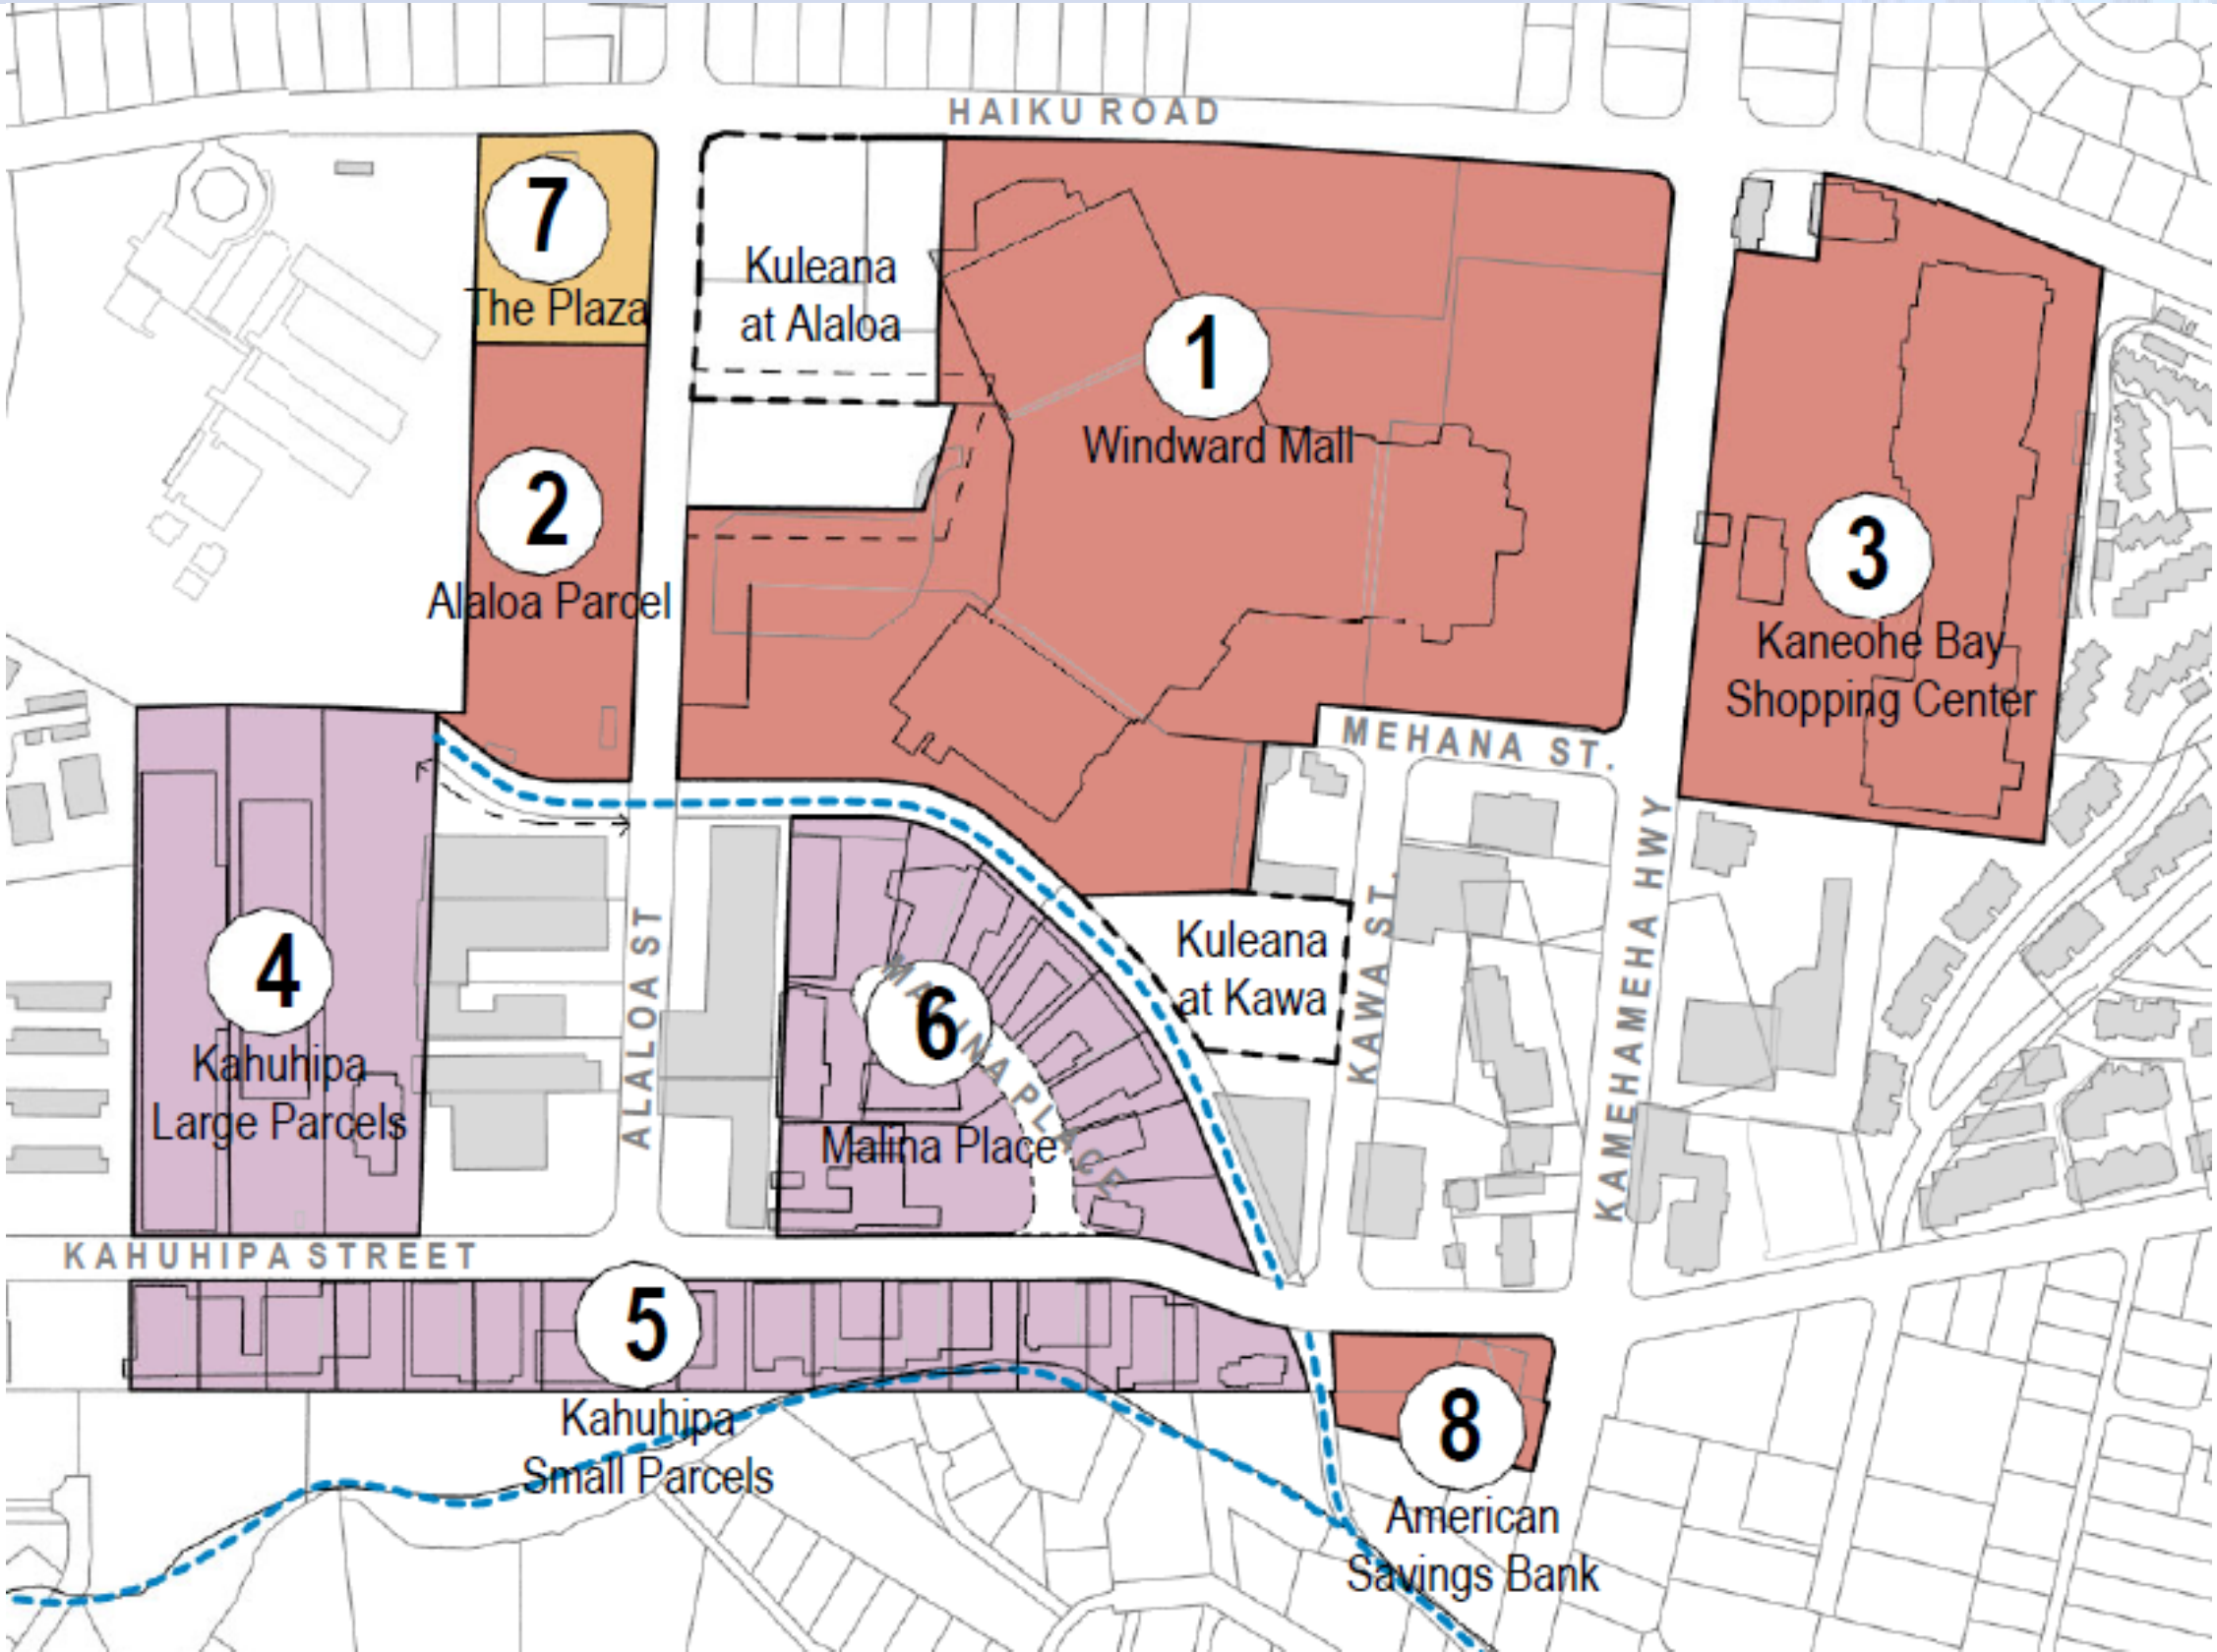 HAIKU ROAD
7
The Plaza
Kuleana
at Alaloa
1
Windward Mall
2
Alaloa Parcel
3
Kaneohe Bay
Shopping Center
MEHANA ST.
KAMEHAMEHA HWY
KAWA ST.
Kuleana
at Kawa
ALALOA ST
4
Kahuhipa
Large Parcels
6
MALINA PLACE
Malina Place
KAHUHIPA STREET
5
Kahuhipa
Small Parcels
8
American
Savings Bank